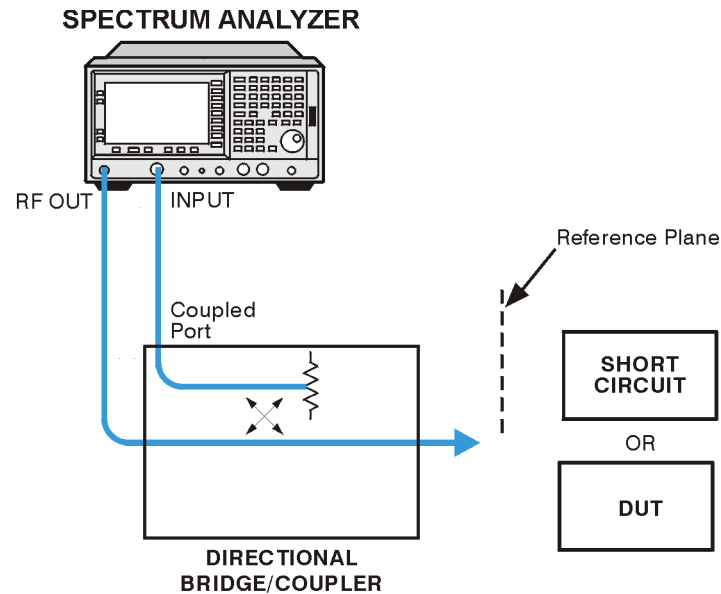 SPECTRUM ANALYZER
RF OUT
INPUT
Reference Plane
Coupled
Port
SHORT
CIRCUIT
OR
DUT
DIRECTIONAL
BRIDGE/COUPLER